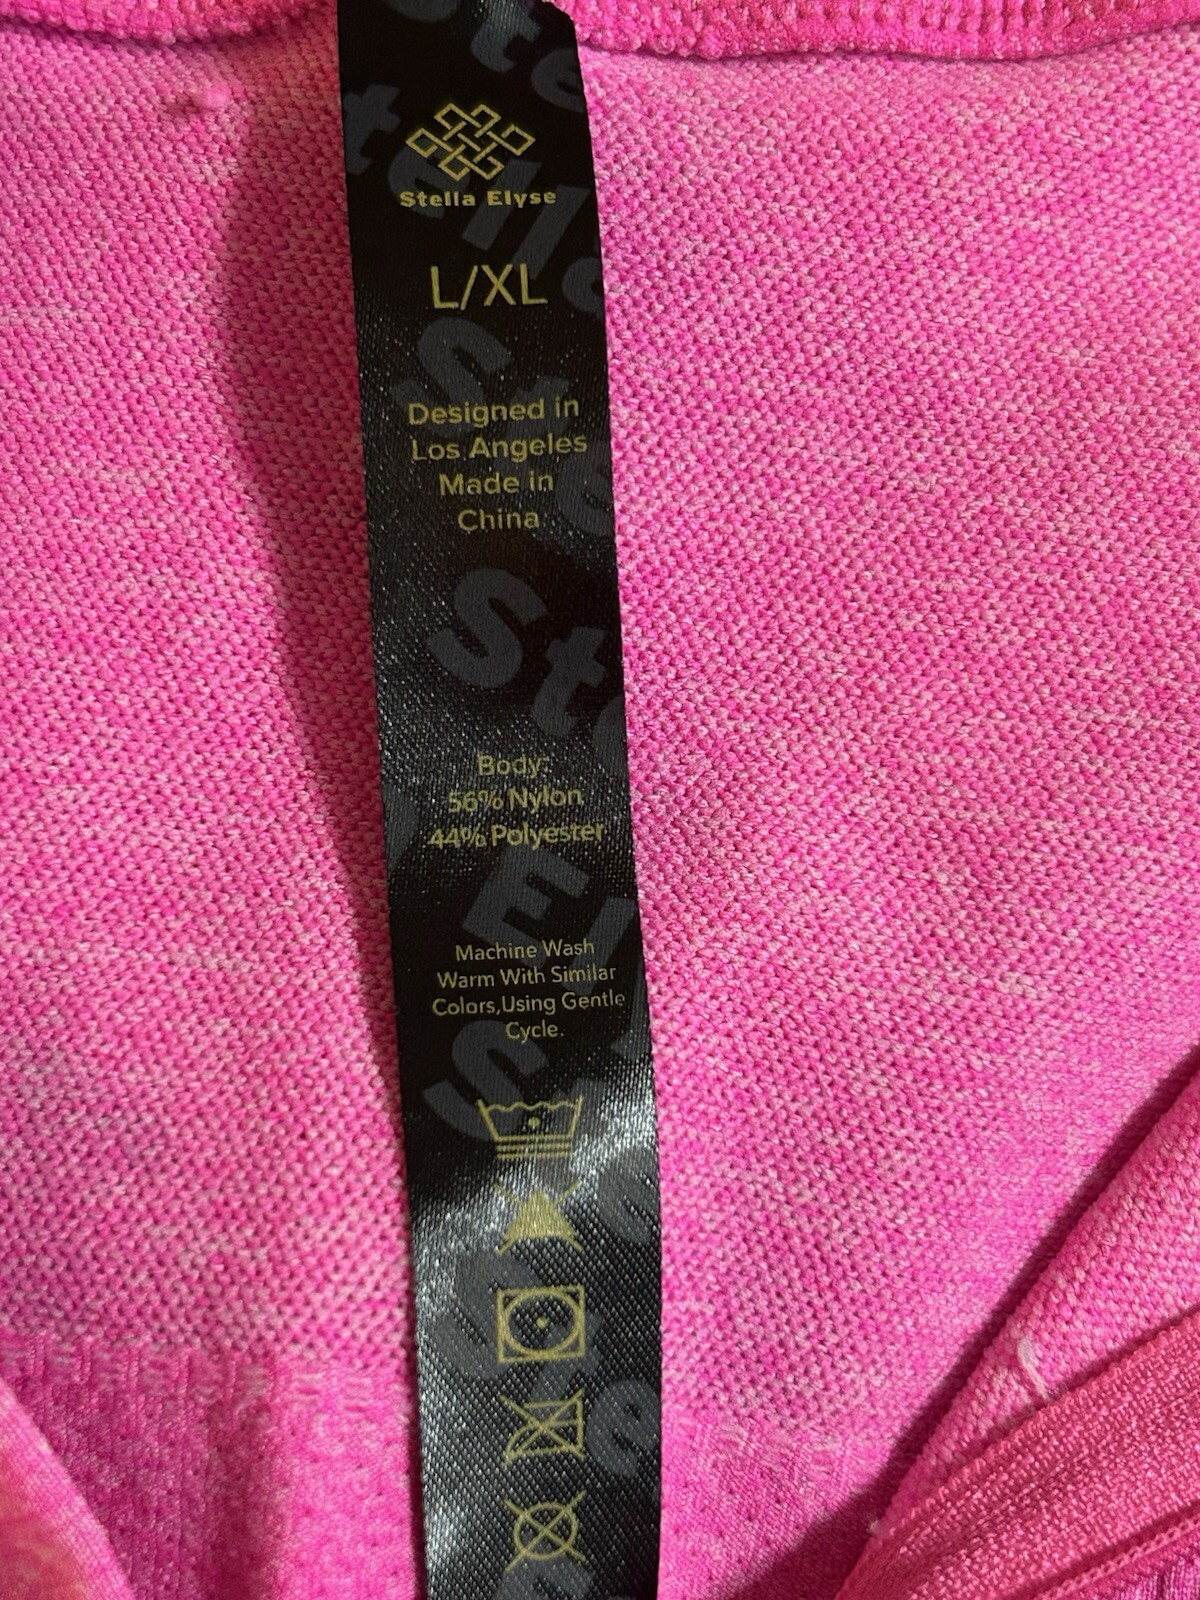 Stella Elyse
L/XL
Designed in
Los Angeles
Made in
China
Body:
56% Nylon
44% Polyester
Machine Wash
Warm With Similar
Colors,Using Gentle
Cycle.